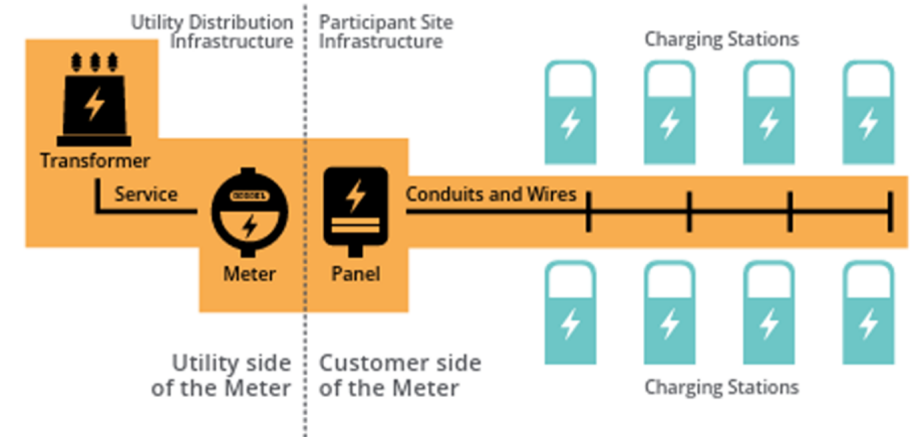 Utility Distribution
Infrastructure
Participant Site
Infrastructure
Charging Stations
Transformer
Service
Conduits and Wires
Meter
Panel
Utility side
of the Meter
Customer side
of the Meter
Charging Stations